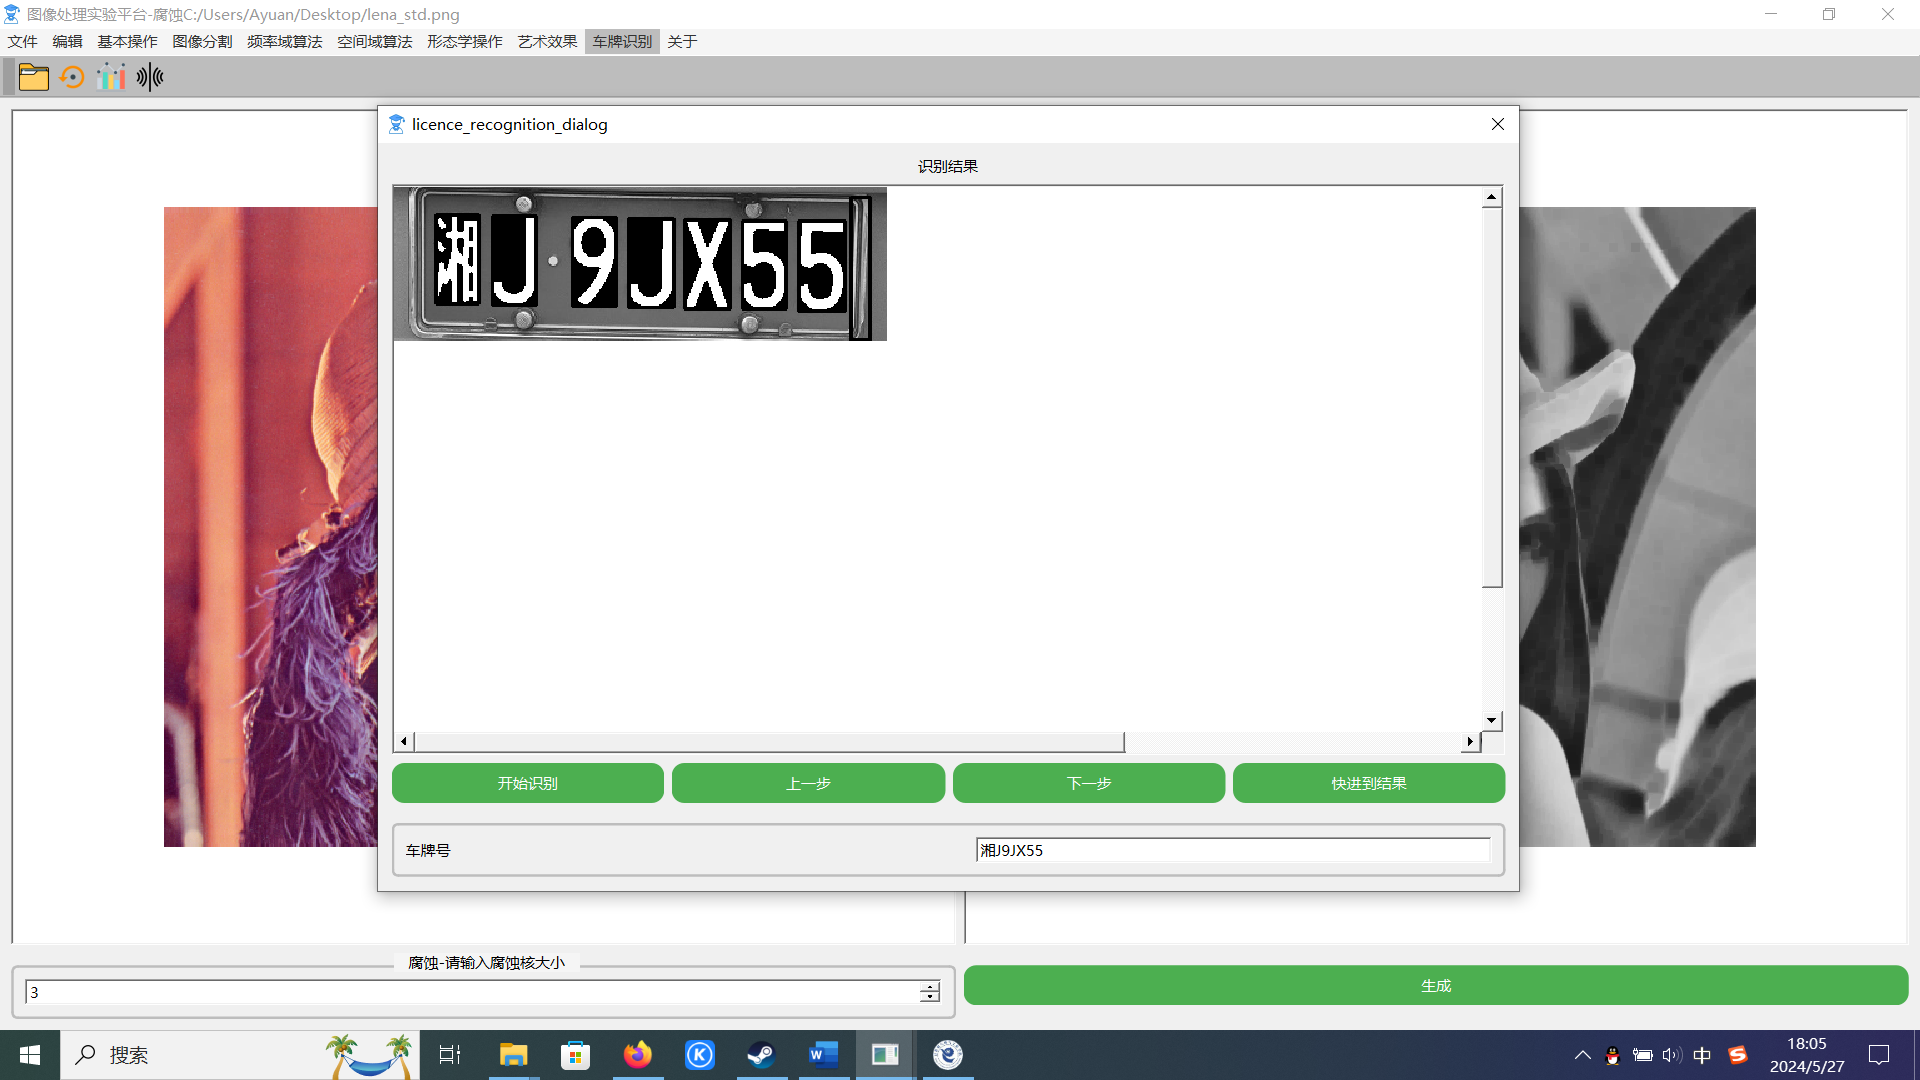 图像处理实验平台-腐蚀C:/Users/Ayuan/Desktop/lena_std.png
文件 编辑 基本操作 图像分割 频率域算法 空间域算法 形态学操作 艺术效果 车牌识别 关于
licence_recognition_dialog
识别结果
湘J·9JX55
开始识别 上一步 下一步 快进到结果
车牌号 湘J9JX55
腐蚀-请输入腐蚀核大小
3
生成
搜索
中
18:05
2024/5/27